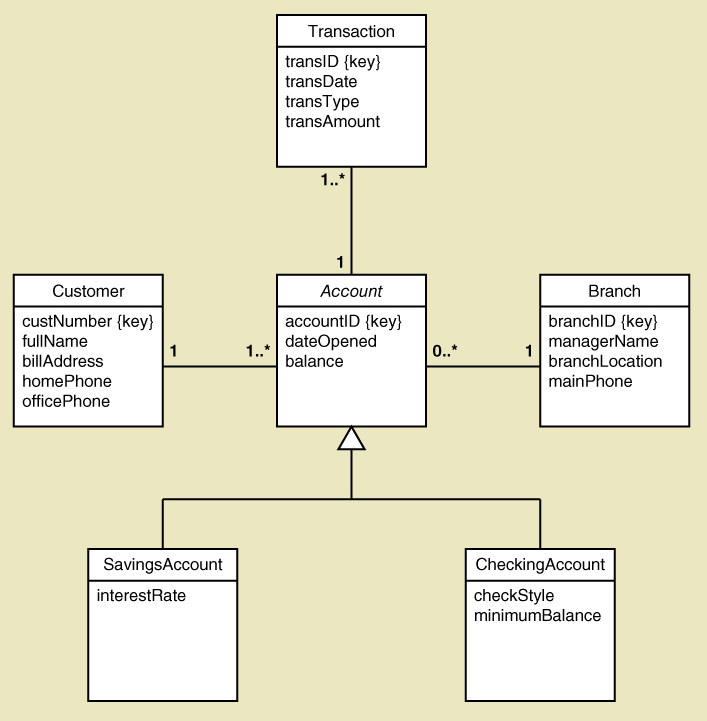 Transaction
transID {key}
transDate
transType
transAmount
1..*
1
Customer
custNumber {key}
fullName
billAddress
homePhone
officePhone
1
1..*
Account
accountID {key}
dateOpened
balance
0..*
1
Branch
branchID {key}
managerName
branchLocation
mainPhone
SavingsAccount
interestRate
CheckingAccount
checkStyle
minimumBalance